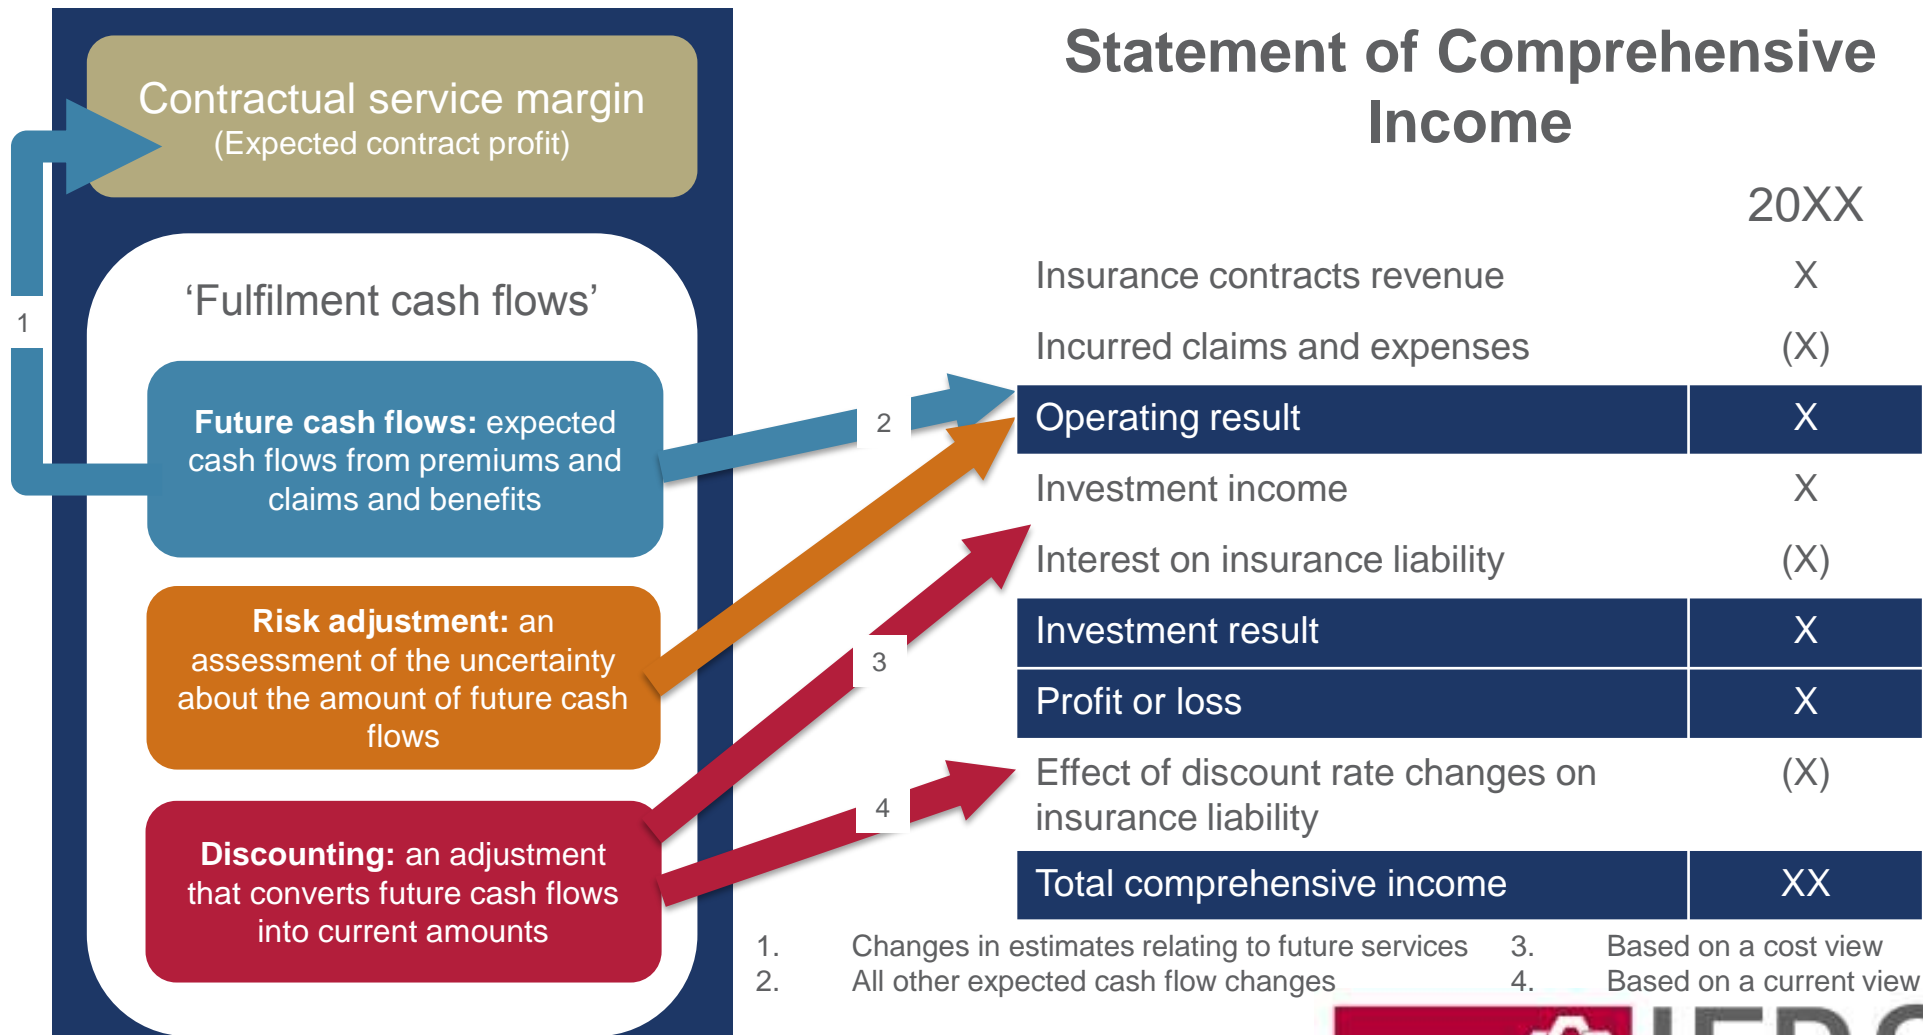 Contractual service margin
(Expected contract profit)
‘Fulfilment cash flows’
1
Future cash flows: expected
cash flows from premiums and
claims and benefits
Risk adjustment: an
assessment of the uncertainty
about the amount of future cash
flows
Discounting: an adjustment
that converts future cash flows
into current amounts
2
3
4
Statement of Comprehensive
Income
20XX
Insurance contracts revenue X
Incurred claims and expenses (X)
Operating result X
Investment income X
Interest on insurance liability (X)
Investment result X
Profit or loss X
Effect of discount rate changes on (X)
insurance liability
Total comprehensive income XX
1. Changes in estimates relating to future services
2. All other expected cash flow changes
3. Based on a cost view
4. Based on a current view